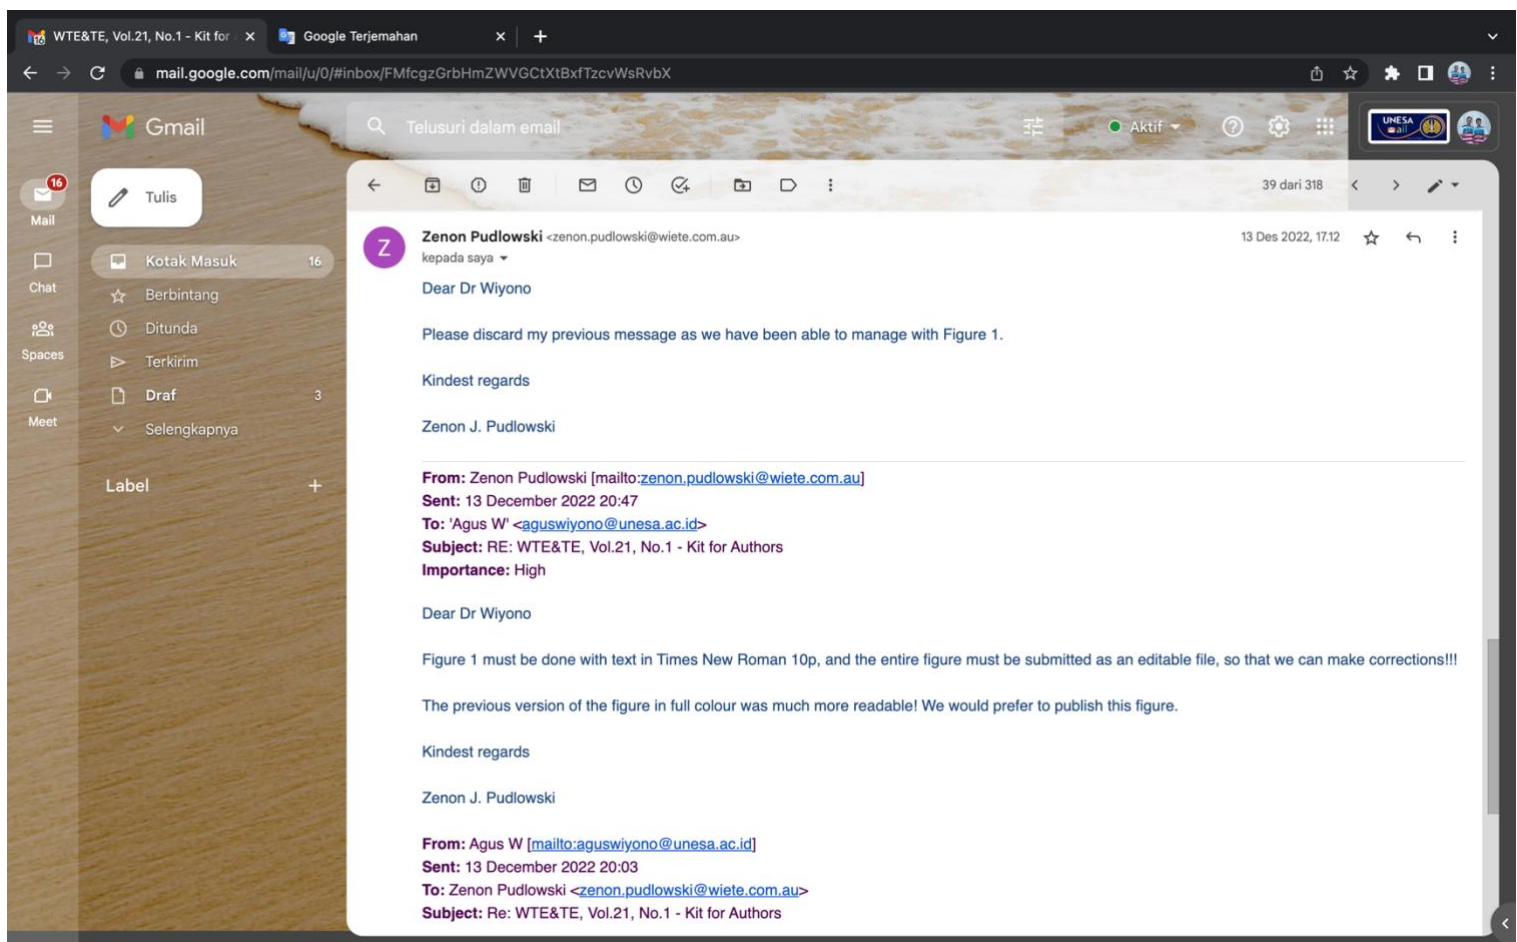 WTE&TE, Vol.21, No.1 - Kit for
Google Terjemahan
mail.google.com/mail/u/0/#inbox/FMfcgzGrbHmZWVGCtXtBxfTzcvWsRvbX
Gmail
Telusuri dalam email
Aktif
UNESA
mail
16
Mail
Tulis
39 dari 318
Kotak Masuk 16
Chat
Berbintang
Ditunda
Spaces
Terkirim
Draf 3
Meet
Selengkapnya
Label
Z
Zenon Pudlowski <zenon.pudlowski@wiete.com.au>
13 Des 2022, 17.12
kepada saya
Dear Dr Wiyono
Please discard my previous message as we have been able to manage with Figure 1.
Kindest regards
Zenon J. Pudlowski
From: Zenon Pudlowski [mailto:zenon.pudlowski@wiete.com.au]
Sent: 13 December 2022 20:47
To: 'Agus W' <aguswiyono@unesa.ac.id>
Subject: RE: WTE&TE, Vol.21, No.1 - Kit for Authors
Importance: High
Dear Dr Wiyono
Figure 1 must be done with text in Times New Roman 10p, and the entire figure must be submitted as an editable file, so that we can make corrections!!!
The previous version of the figure in full colour was much more readable! We would prefer to publish this figure.
Kindest regards
Zenon J. Pudlowski
From: Agus W [mailto:aguswiyono@unesa.ac.id]
Sent: 13 December 2022 20:03
To: Zenon Pudlowski <zenon.pudlowski@wiete.com.au>
Subject: Re: WTE&TE, Vol.21, No.1 - Kit for Authors